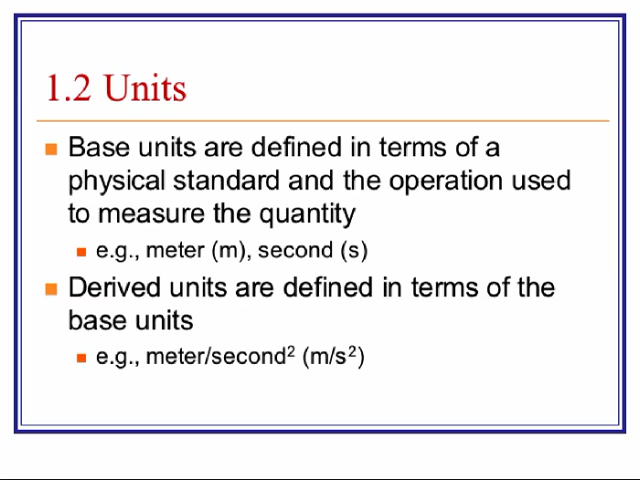 1.2 Units
Base units are defined in terms of a
physical standard and the operation used
to measure the quantity
e.g., meter (m), second (s)
Derived units are defined in terms of the
base units
e.g., meter/second² (m/s²)